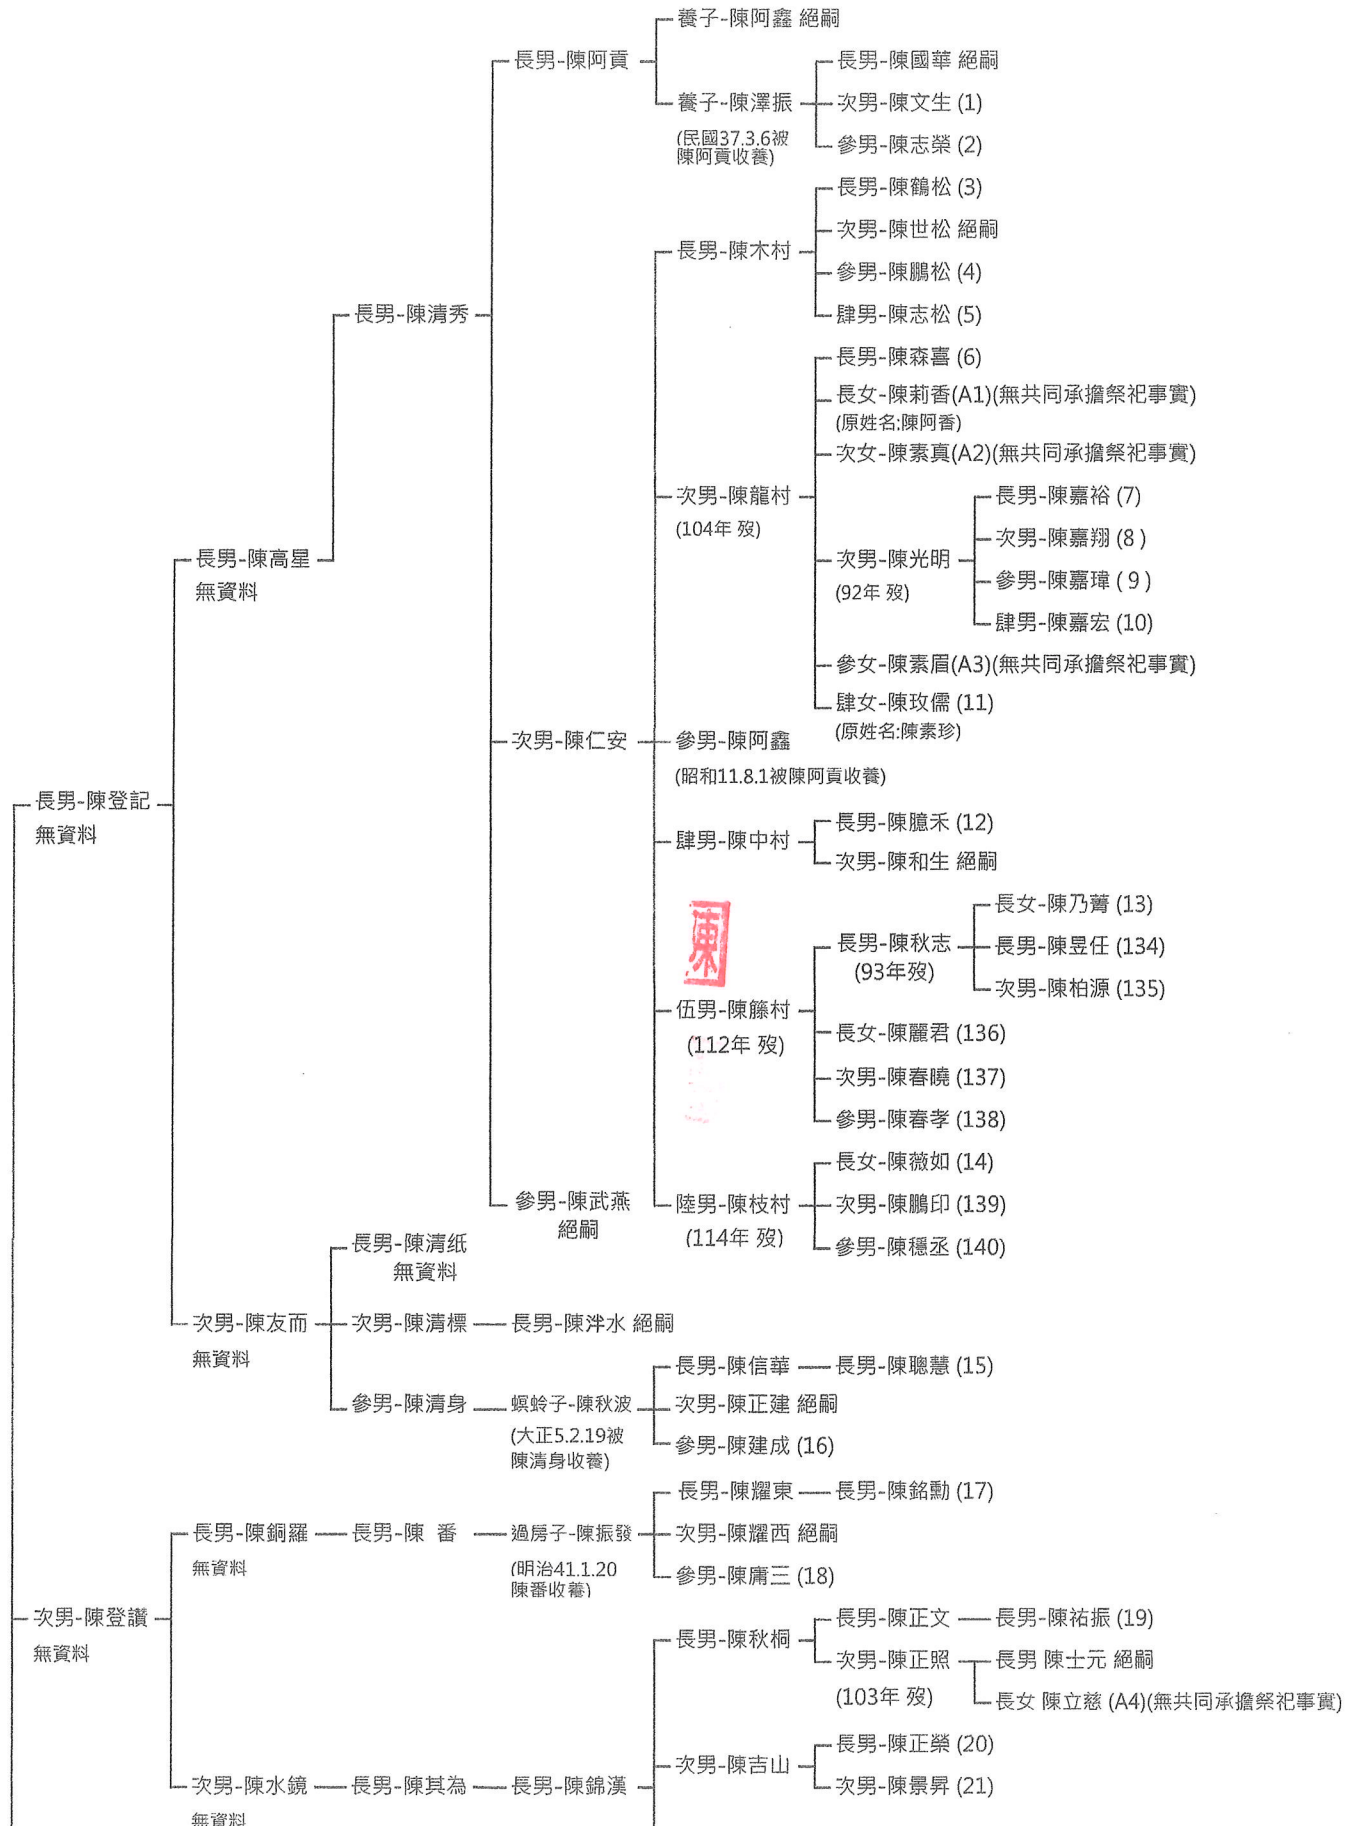 養子-陳阿鑫 絕嗣
長男-陳阿貢
長男-陳國華 絕嗣
養子-陳澤振
次男-陳文生 (1)
(民國37.3.6被
陳阿貢收養)
參男-陳志榮 (2)
長男-陳鶴松 (3)
次男-陳世松 絕嗣
長男-陳木村
參男-陳鵬松 (4)
肆男-陳志松 (5)
長男-陳清秀
長男-陳森喜 (6)
長女-陳莉香(A1)(無共同承擔祭祀事實)
(原姓名:陳阿香)
次女-陳素真(A2)(無共同承擔祭祀事實)
次男-陳龍村
(104年 歿)
長男-陳嘉裕 (7)
次男-陳嘉翔 (8 )
長男-陳高星
無資料
次男-陳光明
(92年 歿)
參男-陳嘉瑋 ( 9 )
肆男-陳嘉宏 (10)
參女-陳素眉(A3)(無共同承擔祭祀事實)
肆女-陳玫儒 (11)
(原姓名:陳素珍)
次男-陳仁安
參男-陳阿鑫
(昭和11.8.1被陳阿貢收養)
長男-陳登記
無資料
長男-陳臆禾 (12)
肆男-陳中村
次男-陳和生 絕嗣
長女-陳乃菁 (13)
長男-陳秋志
(93年歿)
長男-陳昱任 (134)
次男-陳柏源 (135)
陳
伍男-陳籐村
(112年 歿)
長女-陳麗君 (136)
次男-陳春曉 (137)
參男-陳春孝 (138)
長女-陳薇如 (14)
參男-陳武燕
絕嗣
陸男-陳枝村
(114年 歿)
次男-陳鵬印 (139)
參男-陳穩丞 (140)
長男-陳清纸
無資料
次男-陳友而
無資料
次男-陳清標
長男-陳泮水 絕嗣
長男-陳信華
長男-陳聰慧 (15)
參男-陳清身
螟蛉子-陳秋波
(大正5.2.19被
陳清身收養)
次男-陳正建 絕嗣
參男-陳建成 (16)
長男-陳耀東
長男-陳銘勳 (17)
長男-陳銅羅
無資料
長男-陳 番
過房子-陳振發
(明治41.1.20
陳番收養)
次男-陳耀西 絕嗣
參男-陳庸三 (18)
次男-陳登讚
無資料
長男-陳秋桐
長男-陳正文
長男-陳祐振 (19)
次男-陳正照
(103年 歿)
長男 陳士元 絕嗣
長女 陳立慈 (A4)(無共同承擔祭祀事實)
次男-陳吉山
長男-陳正榮 (20)
次男-陳景昇 (21)
次男-陳水鏡
無資料
長男-陳其為
長男-陳錦漢